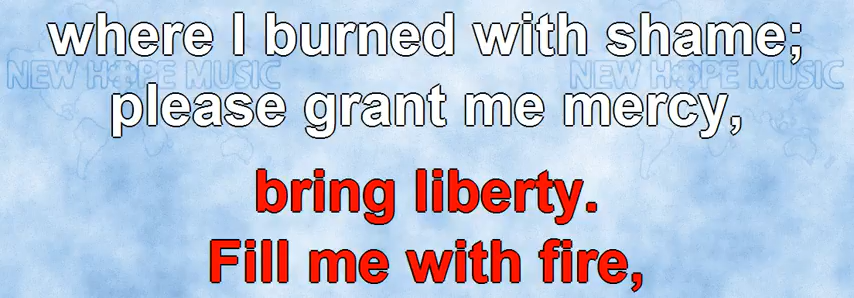 where I burned with shame;
NEW HOPE MUSIC NEW HOPE MUSIC
please grant me mercy,
bring liberty.
Fill me with fire,